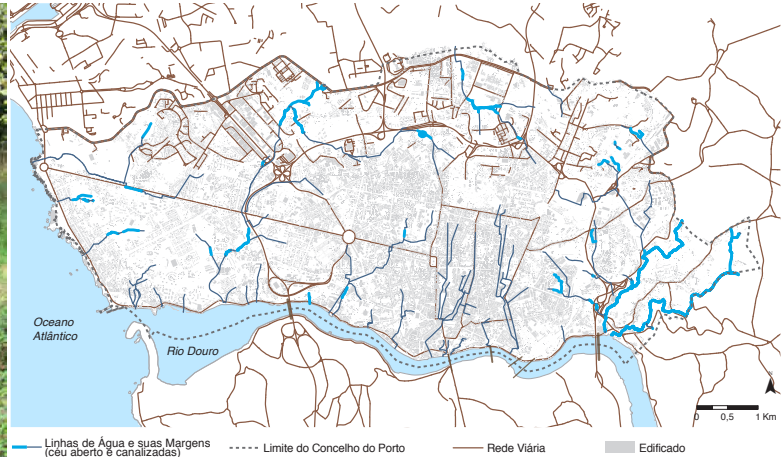 Oceano
Atlântico
Rio Douro
0 0,5 1 Km
Linhas de Água e suas Margens
(céu aberto e canalizadas)
Limite do Concelho do Porto
Rede Viária
Edificado